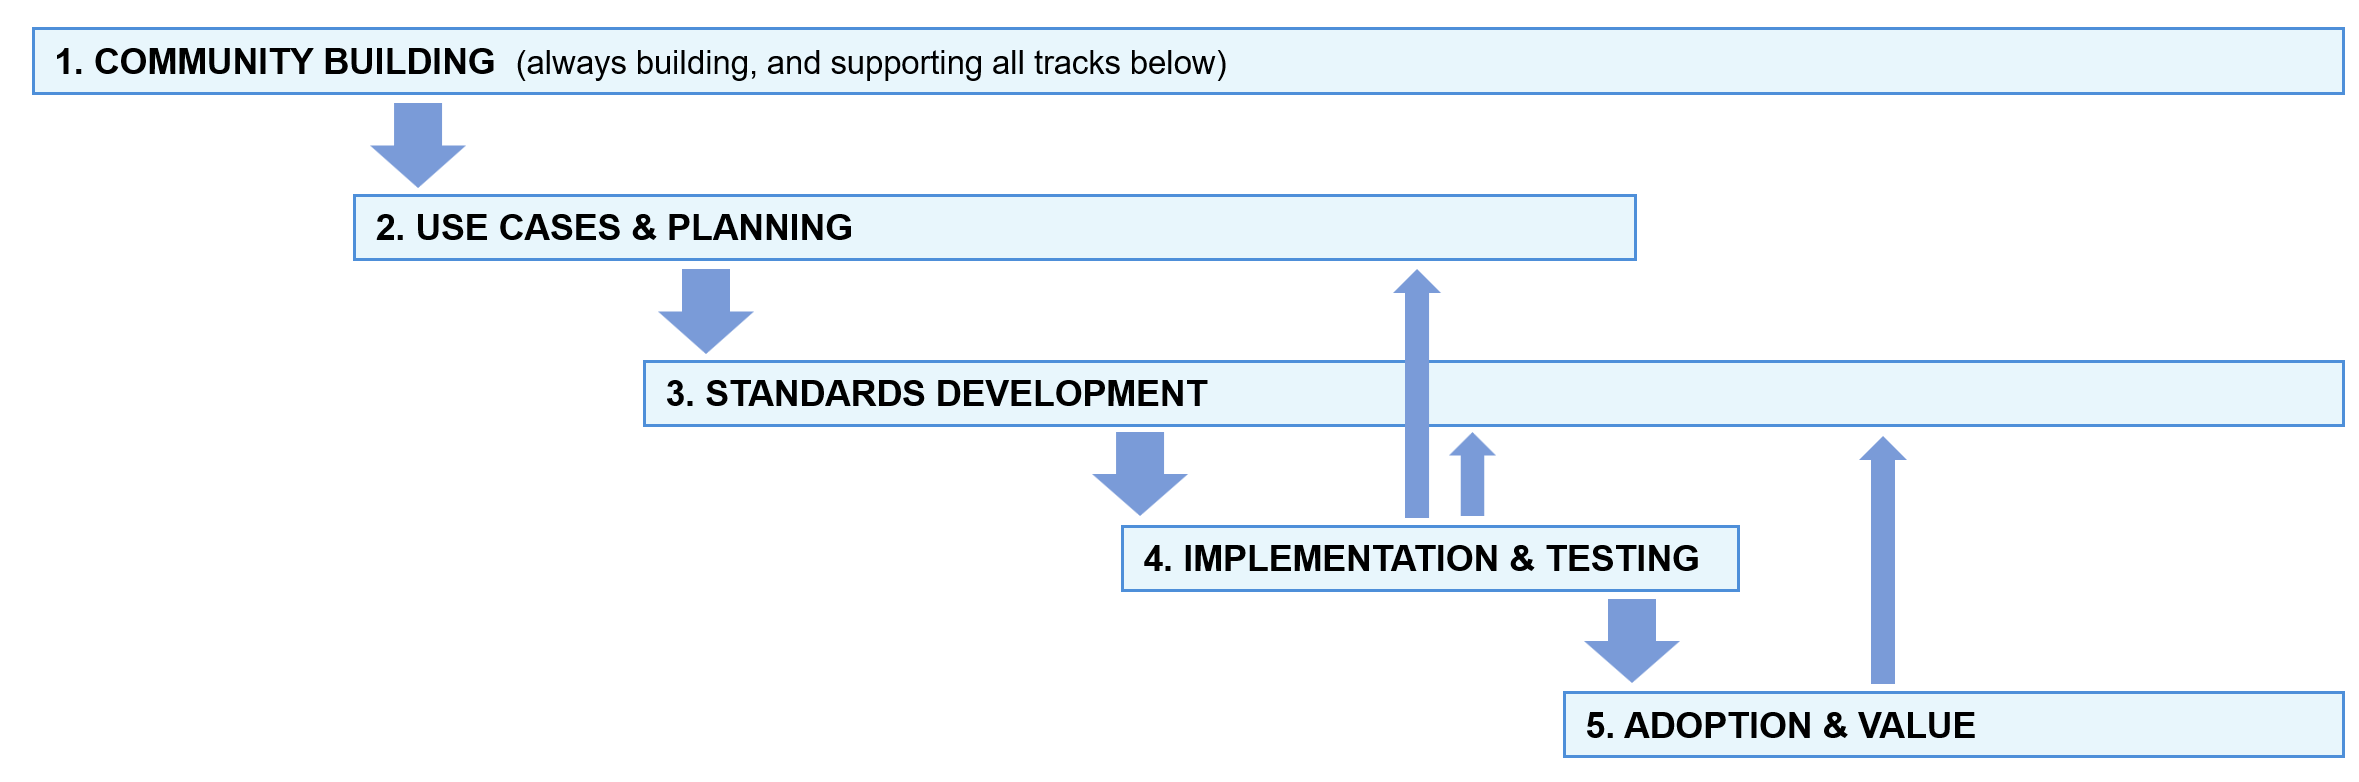 1. COMMUNITY BUILDING (always building, and supporting all tracks below)
2. USE CASES & PLANNING
3. STANDARDS DEVELOPMENT
4. IMPLEMENTATION & TESTING
5. ADOPTION & VALUE